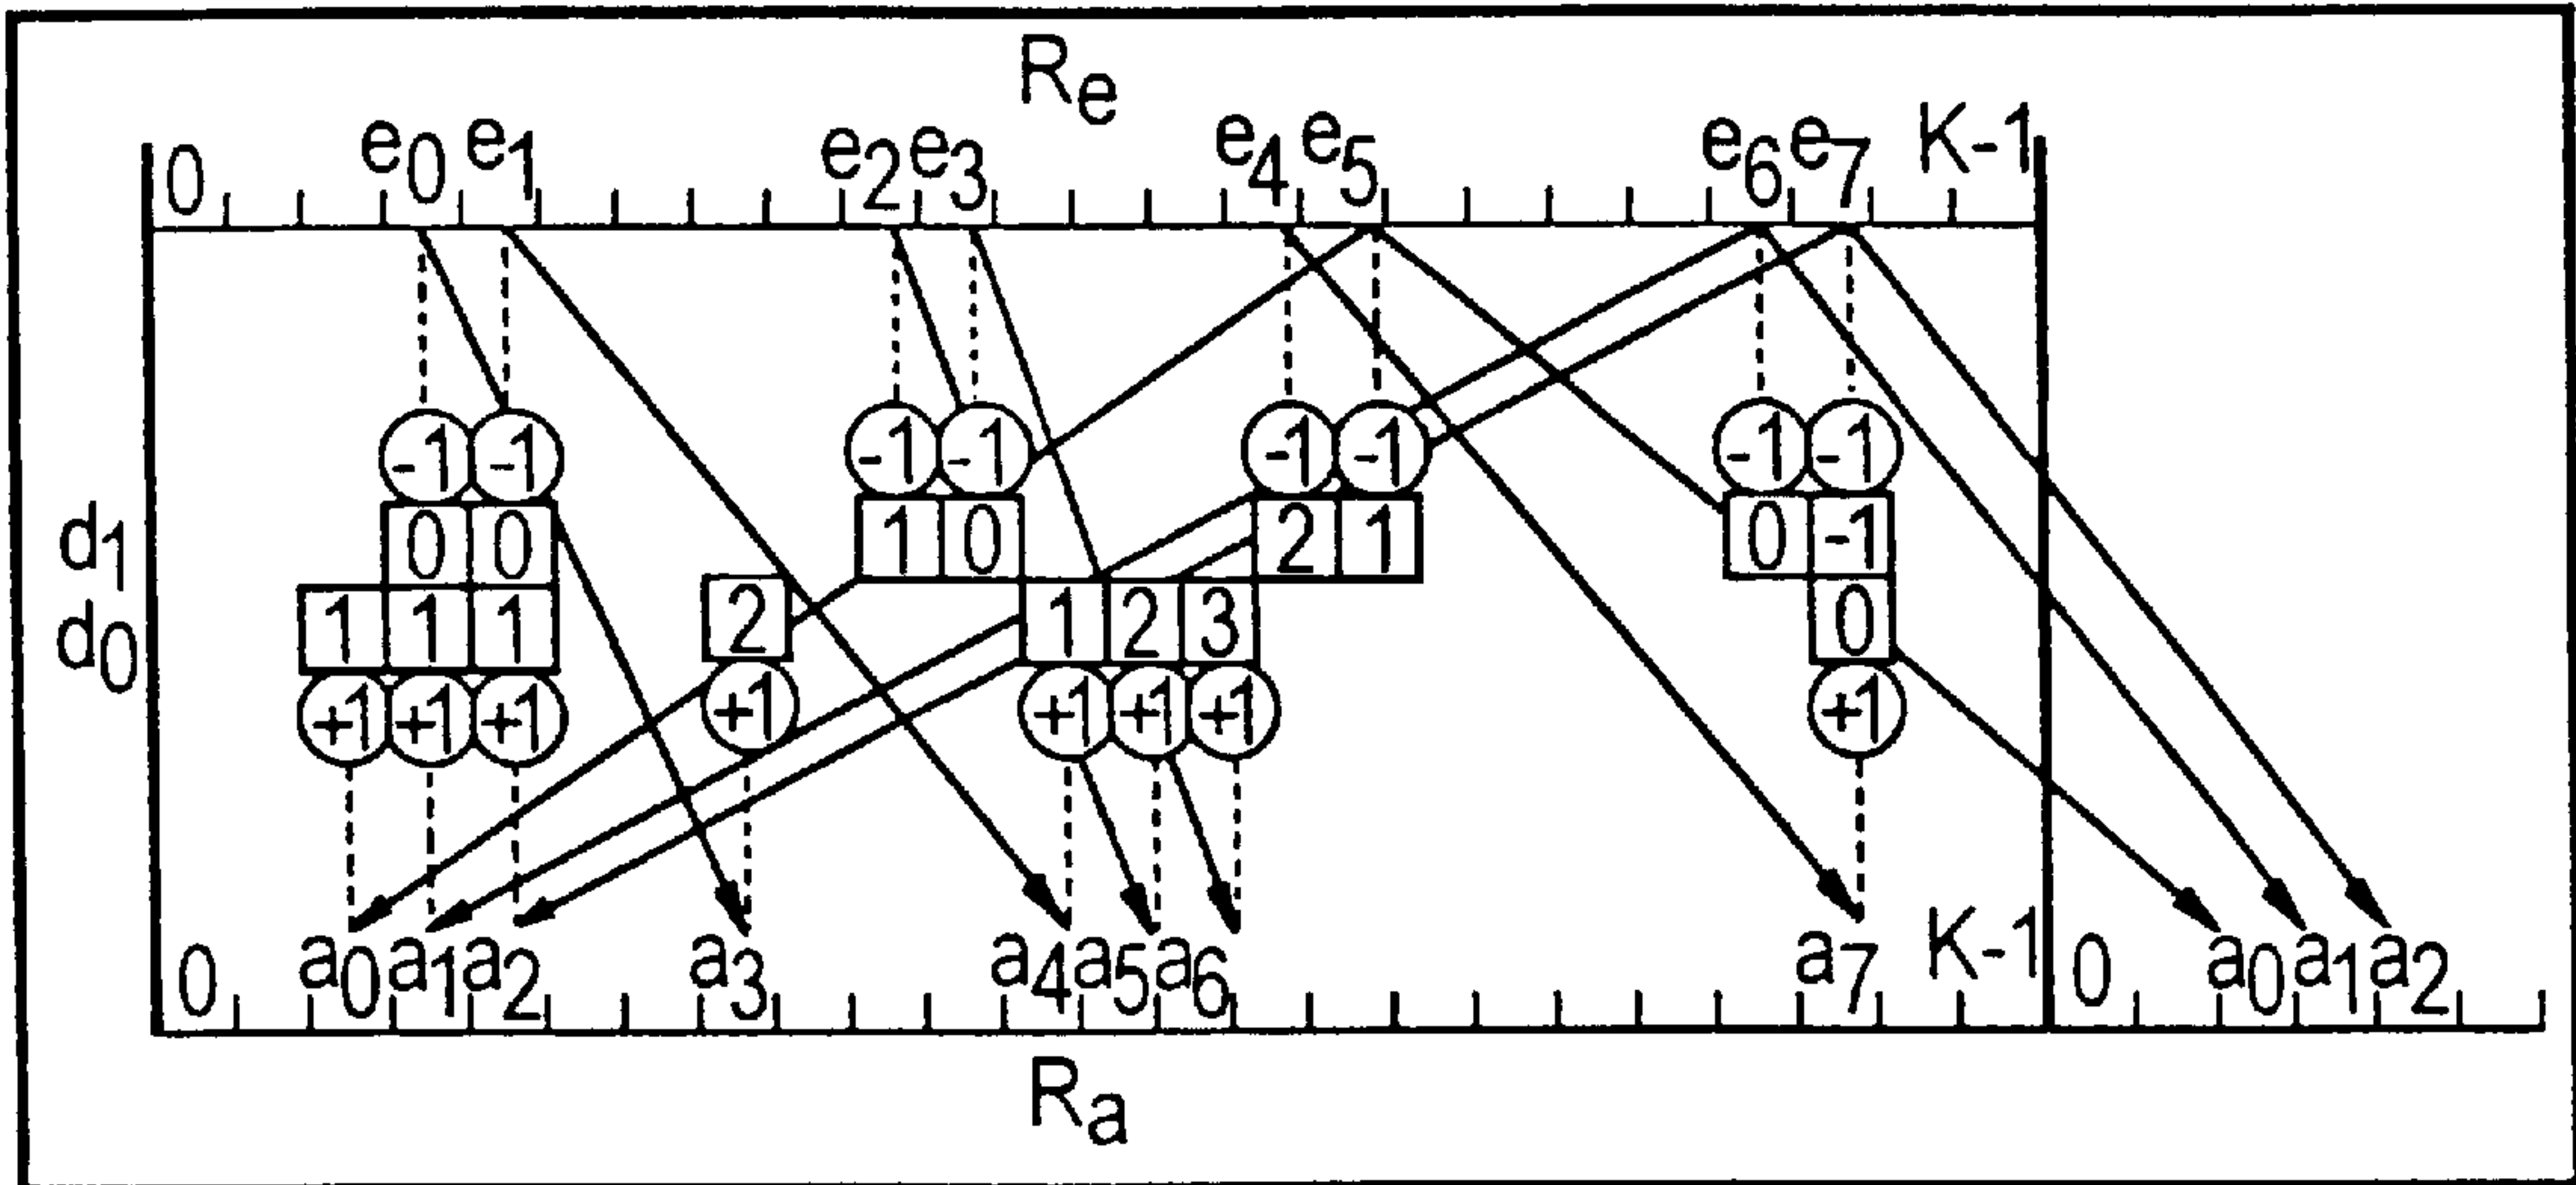 Re
0 e0 e1 e2 e3 e4 e5 e6 e7 K-1
-1 -1 -1 -1 -1 -1 -1 -1
d1 0 0 1 0 2 1 0 -1
d0 1 1 1 2 1 2 3 0
+1 +1 +1 +1 +1 +1 +1 +1
0 a0 a1 a2 a3 a4 a5 a6 a7 K-1 0 a0 a1 a2
Ra